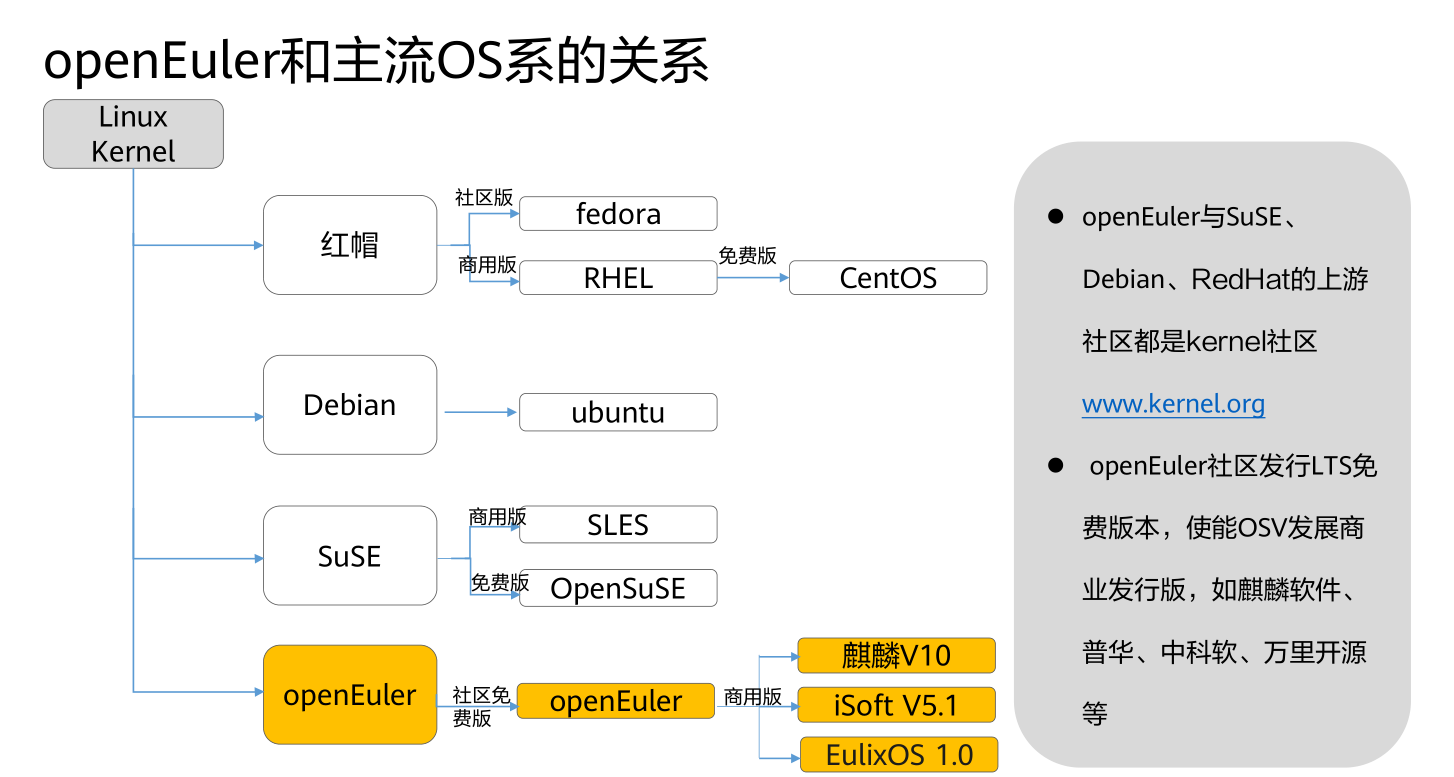 openEuler和主流OS系的关系
Linux
Kernel
红帽
社区版
fedora
商用版
RHEL
免费版
CentOS
Debian
ubuntu
SuSE
商用版
SLES
免费版
OpenSuSE
openEuler
社区免
费版
openEuler
商用版
麒麟V10
iSoft V5.1
EulixOS 1.0
● openEuler与SuSE、
Debian、RedHat的上游
社区都是kernel社区
www.kernel.org
● openEuler社区发行LTS免
费版本，使能OSV发展商
业发行版，如麒麟软件、
普华、中科软、万里开源
等